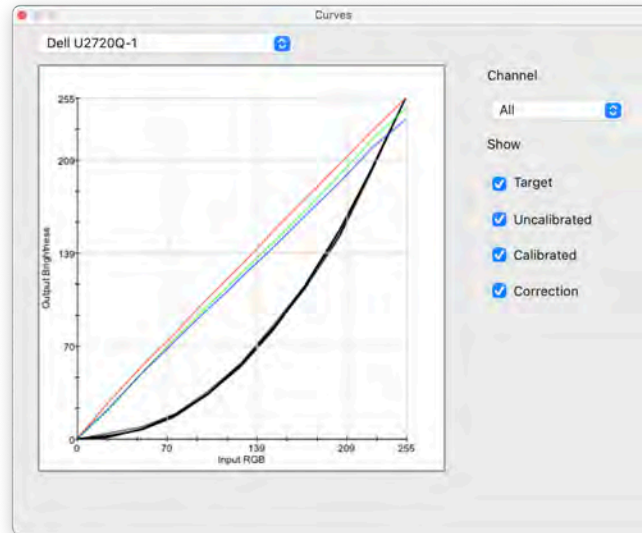 Curves
Dell U2720Q-1
Channel
All
Show
Target
Uncalibrated
Calibrated
Correction
Output Brightness
255
209
139
70
0
0 70 139 209 255
Input RGB